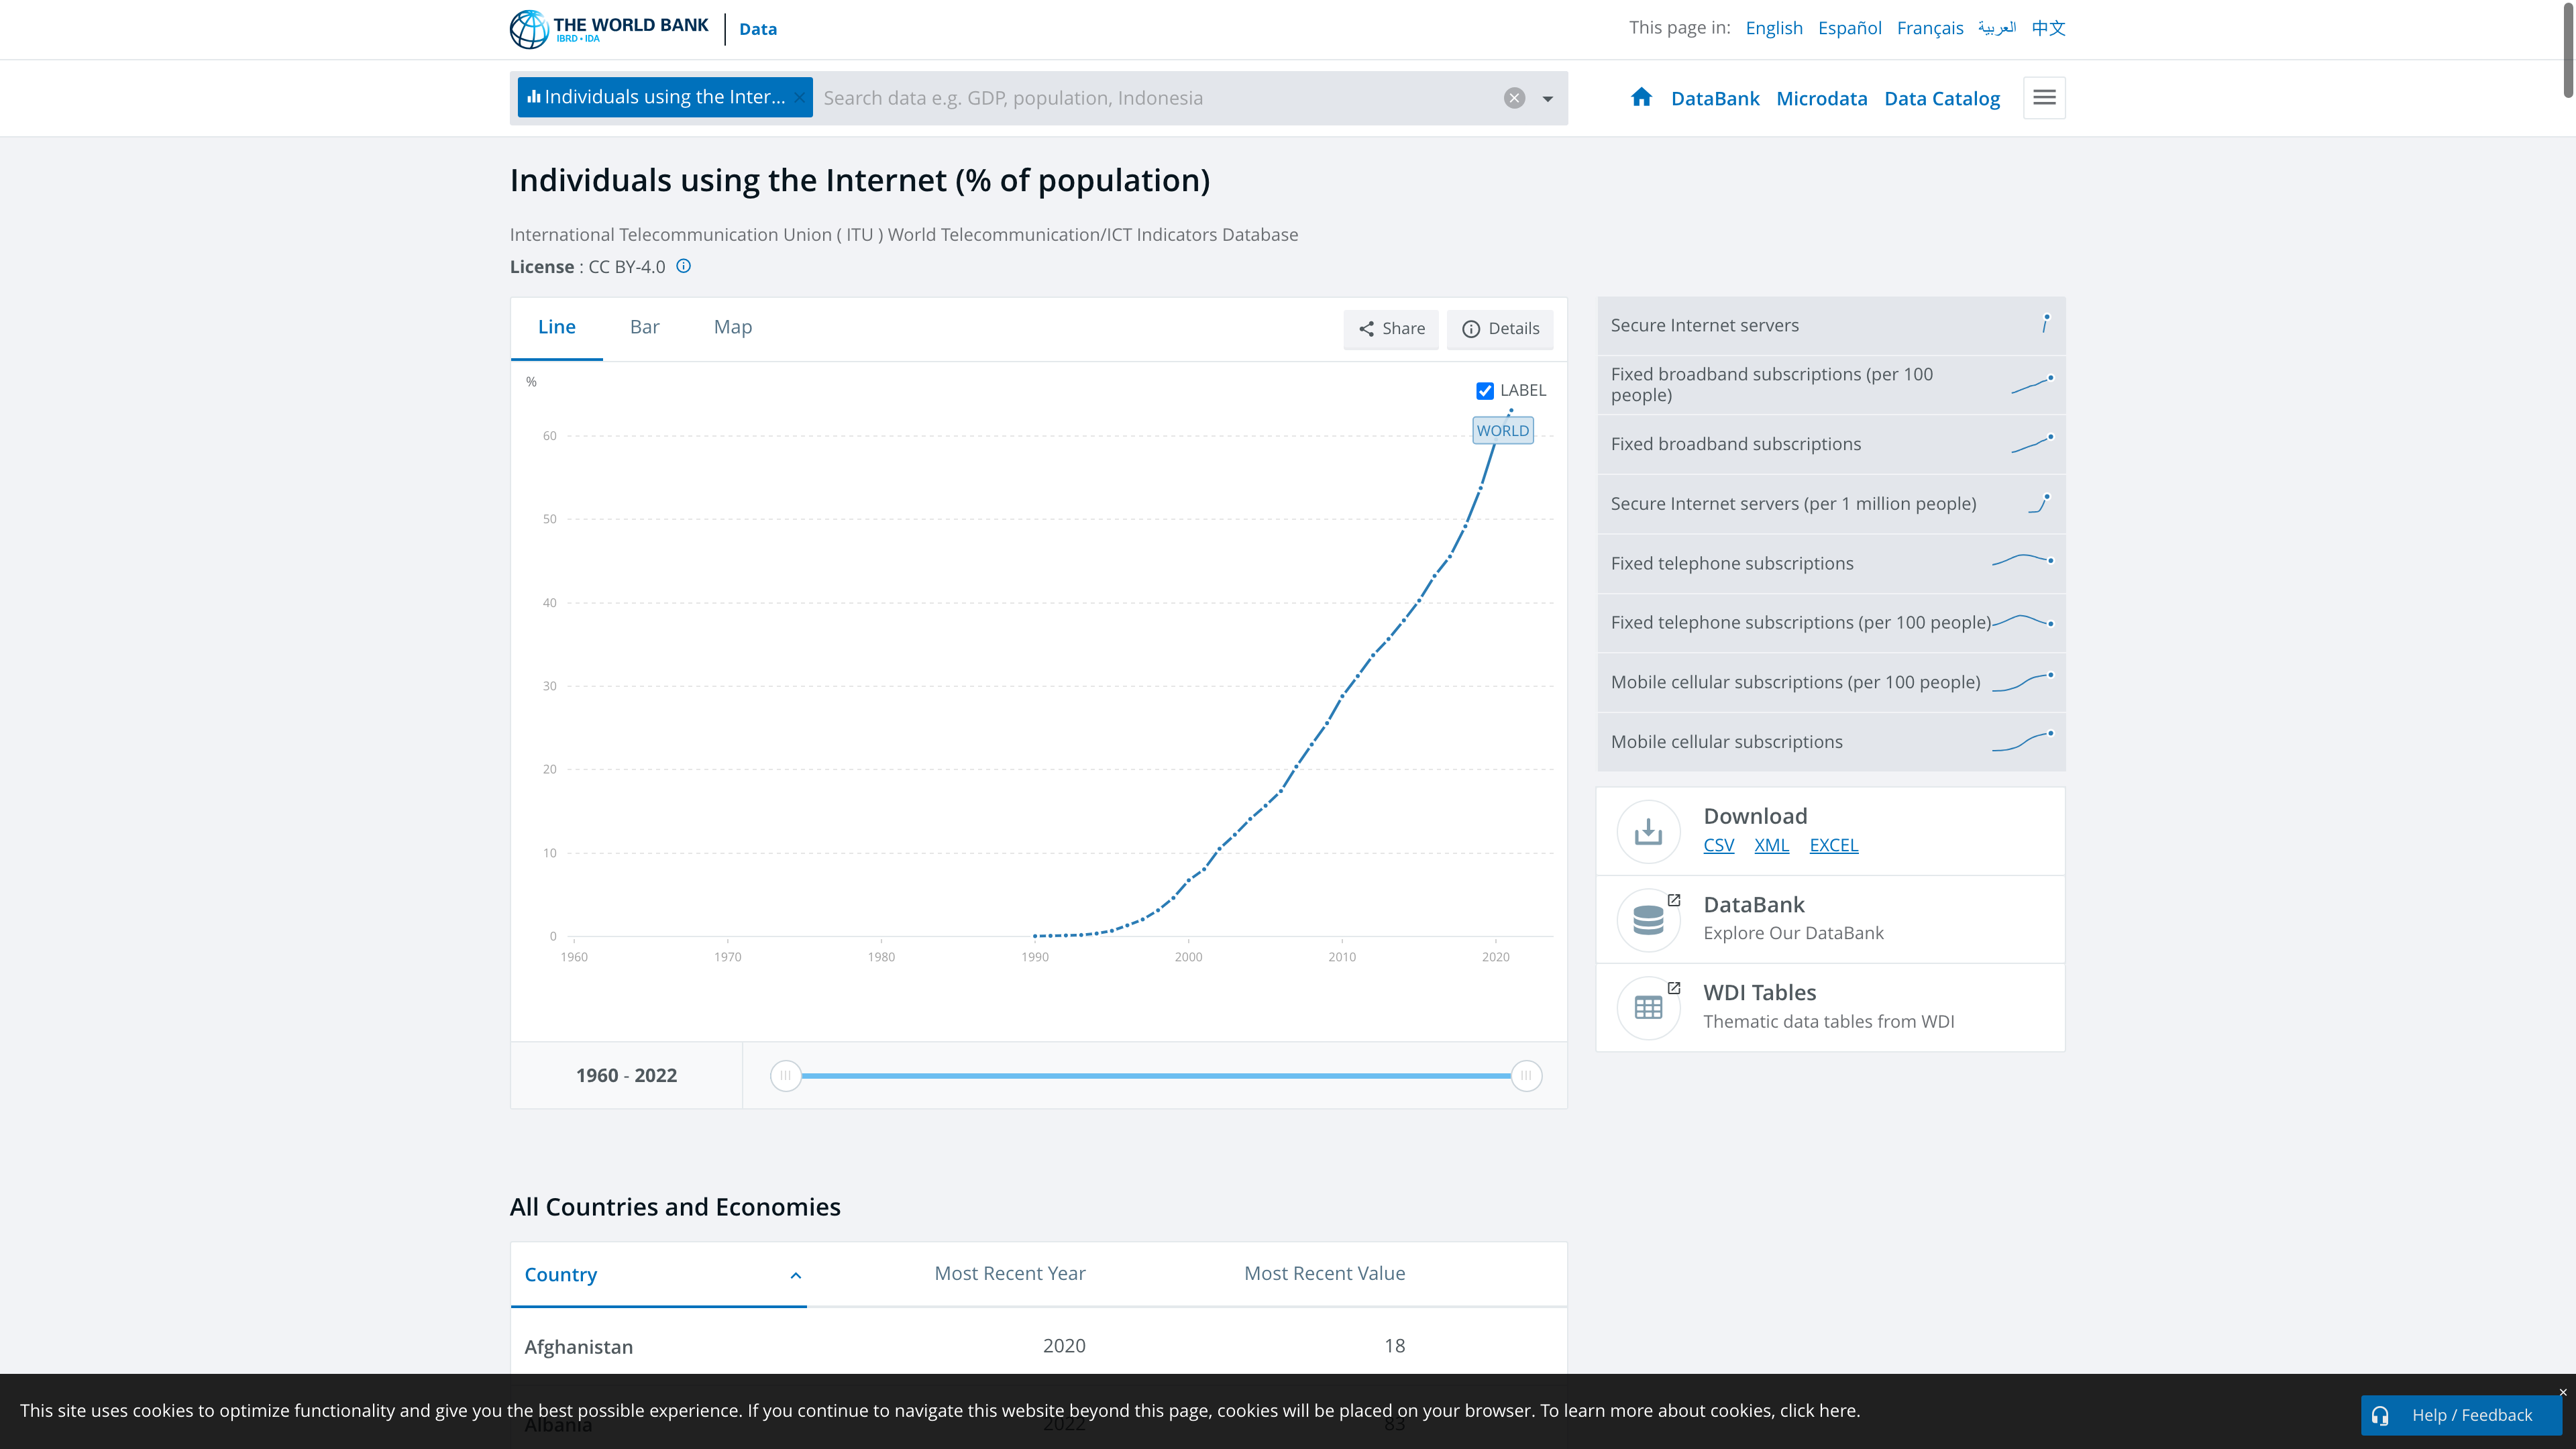 THE WORLD BANK
IBRD • IDA
Data
This page in: English Español Français العربية 中文
Individuals using the Inter... ×
Search data e.g. GDP, population, Indonesia
DataBank Microdata Data Catalog
Individuals using the Internet (% of population)
International Telecommunication Union ( ITU ) World Telecommunication/ICT Indicators Database
License : CC BY-4.0
Line Bar Map
Share Details
%
LABEL
WORLD
60
50
40
30
20
10
0
1960 1970 1980 1990 2000 2010 2020
1960 - 2022
Secure Internet servers
Fixed broadband subscriptions (per 100
people)
Fixed broadband subscriptions
Secure Internet servers (per 1 million people)
Fixed telephone subscriptions
Fixed telephone subscriptions (per 100 people)
Mobile cellular subscriptions (per 100 people)
Mobile cellular subscriptions
Download
CSV XML EXCEL
DataBank
Explore Our DataBank
WDI Tables
Thematic data tables from WDI
All Countries and Economies
Country Most Recent Year Most Recent Value
Afghanistan 2020 18
Albania 2022 83
This site uses cookies to optimize functionality and give you the best possible experience. If you continue to navigate this website beyond this page, cookies will be placed on your browser. To learn more about cookies, click here.
×
Help / Feedback